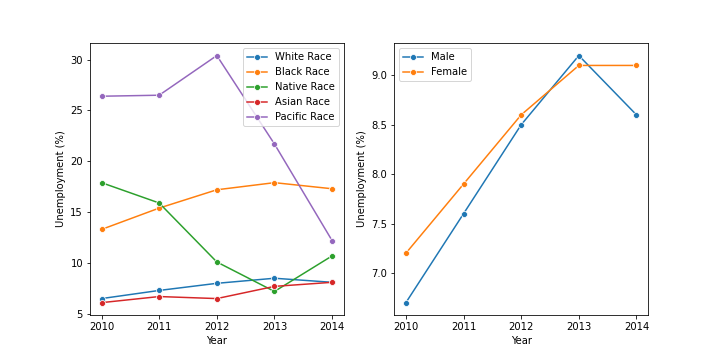 30
25
20
15
10
5
Unemployment (%)
2010 2011 2012 2013 2014
Year
White Race
Black Race
Native Race
Asian Race
Pacific Race
9.0
8.5
8.0
7.5
7.0
Unemployment (%)
2010 2011 2012 2013 2014
Year
Male
Female